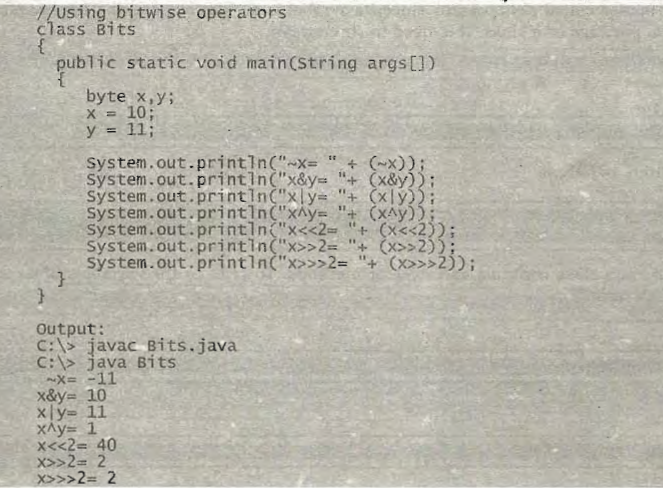 //Using bitwise operators
class Bits
{
  public static void main(String args[])
  {
     byte x,y;
     x = 10;
     y = 11;

     System.out.println("~x= " + (~x));
     System.out.println("x&y= "+ (x&y));
     System.out.println("x|y= "+ (x|y));
     System.out.println("x^y= "+ (x^y));
     System.out.println("x<<2= "+ (x<<2));
     System.out.println("x>>2= "+ (x>>2));
     System.out.println("x>>>2= "+ (x>>>2));
  }
}

Output:
C:\> javac Bits.java
C:\> java Bits
 ~x= -11
x&y= 10
x|y= 11
x^y= 1
x<<2= 40
x>>2= 2
x>>>2= 2